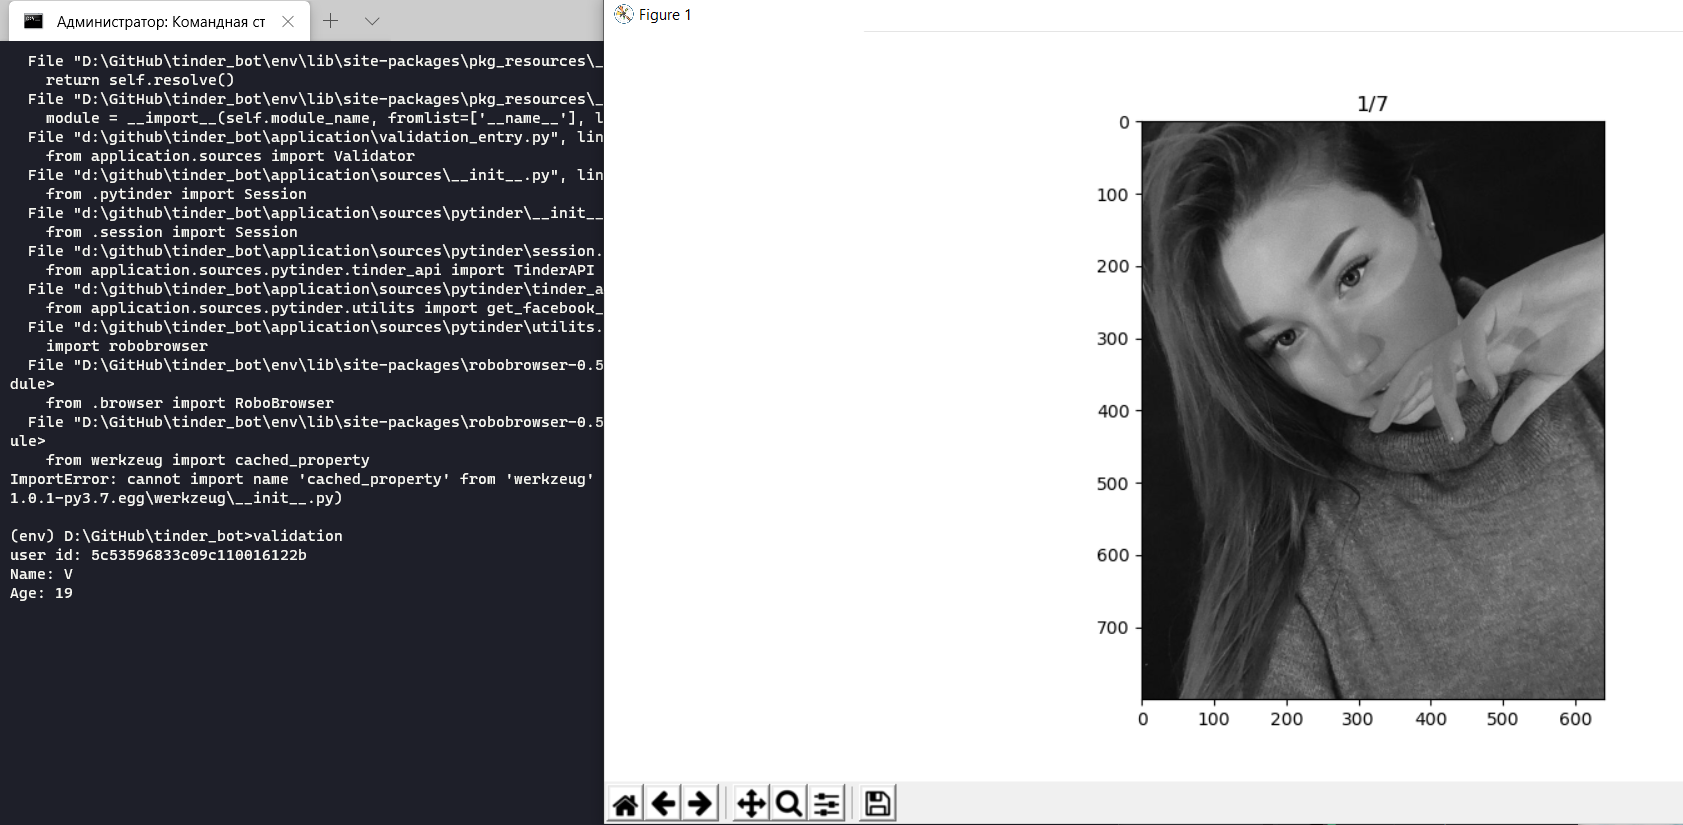 Администратор: Командная ст
File "D:\GitHub\tinder_bot\env\lib\site-packages\pkg_resources\_
return self.resolve()
File "D:\GitHub\tinder_bot\env\lib\site-packages\pkg_resources\_
module = __import__(self.module_name, fromlist=['__name__'], l
File "d:\github\tinder_bot\application\validation_entry.py", lin
from application.sources import Validator
File "d:\github\tinder_bot\application\sources\__init__.py", lin
from .pytinder import Session
File "d:\github\tinder_bot\application\sources\pytinder\__init__
from .session import Session
File "d:\github\tinder_bot\application\sources\pytinder\session.
from application.sources.pytinder.tinder_api import TinderAPI
File "d:\github\tinder_bot\application\sources\pytinder\tinder_a
from application.sources.pytinder.utilits import get_facebook_
File "d:\github\tinder_bot\application\sources\pytinder\utilits.
import robobrowser
File "D:\GitHub\tinder_bot\env\lib\site-packages\robobrowser-0.5
dule>
from .browser import RoboBrowser
File "D:\GitHub\tinder_bot\env\lib\site-packages\robobrowser-0.5
ule>
from werkzeug import cached_property
ImportError: cannot import name 'cached_property' from 'werkzeug'
1.0.1-py3.7.egg\werkzeug\__init__.py)
(env) D:\GitHub\tinder_bot>validation
user id: 5c53596833c09c110016122b
Name: V
Age: 19
Figure 1
1/7
0
100
200
300
400
500
600
700
0 100 200 300 400 500 600